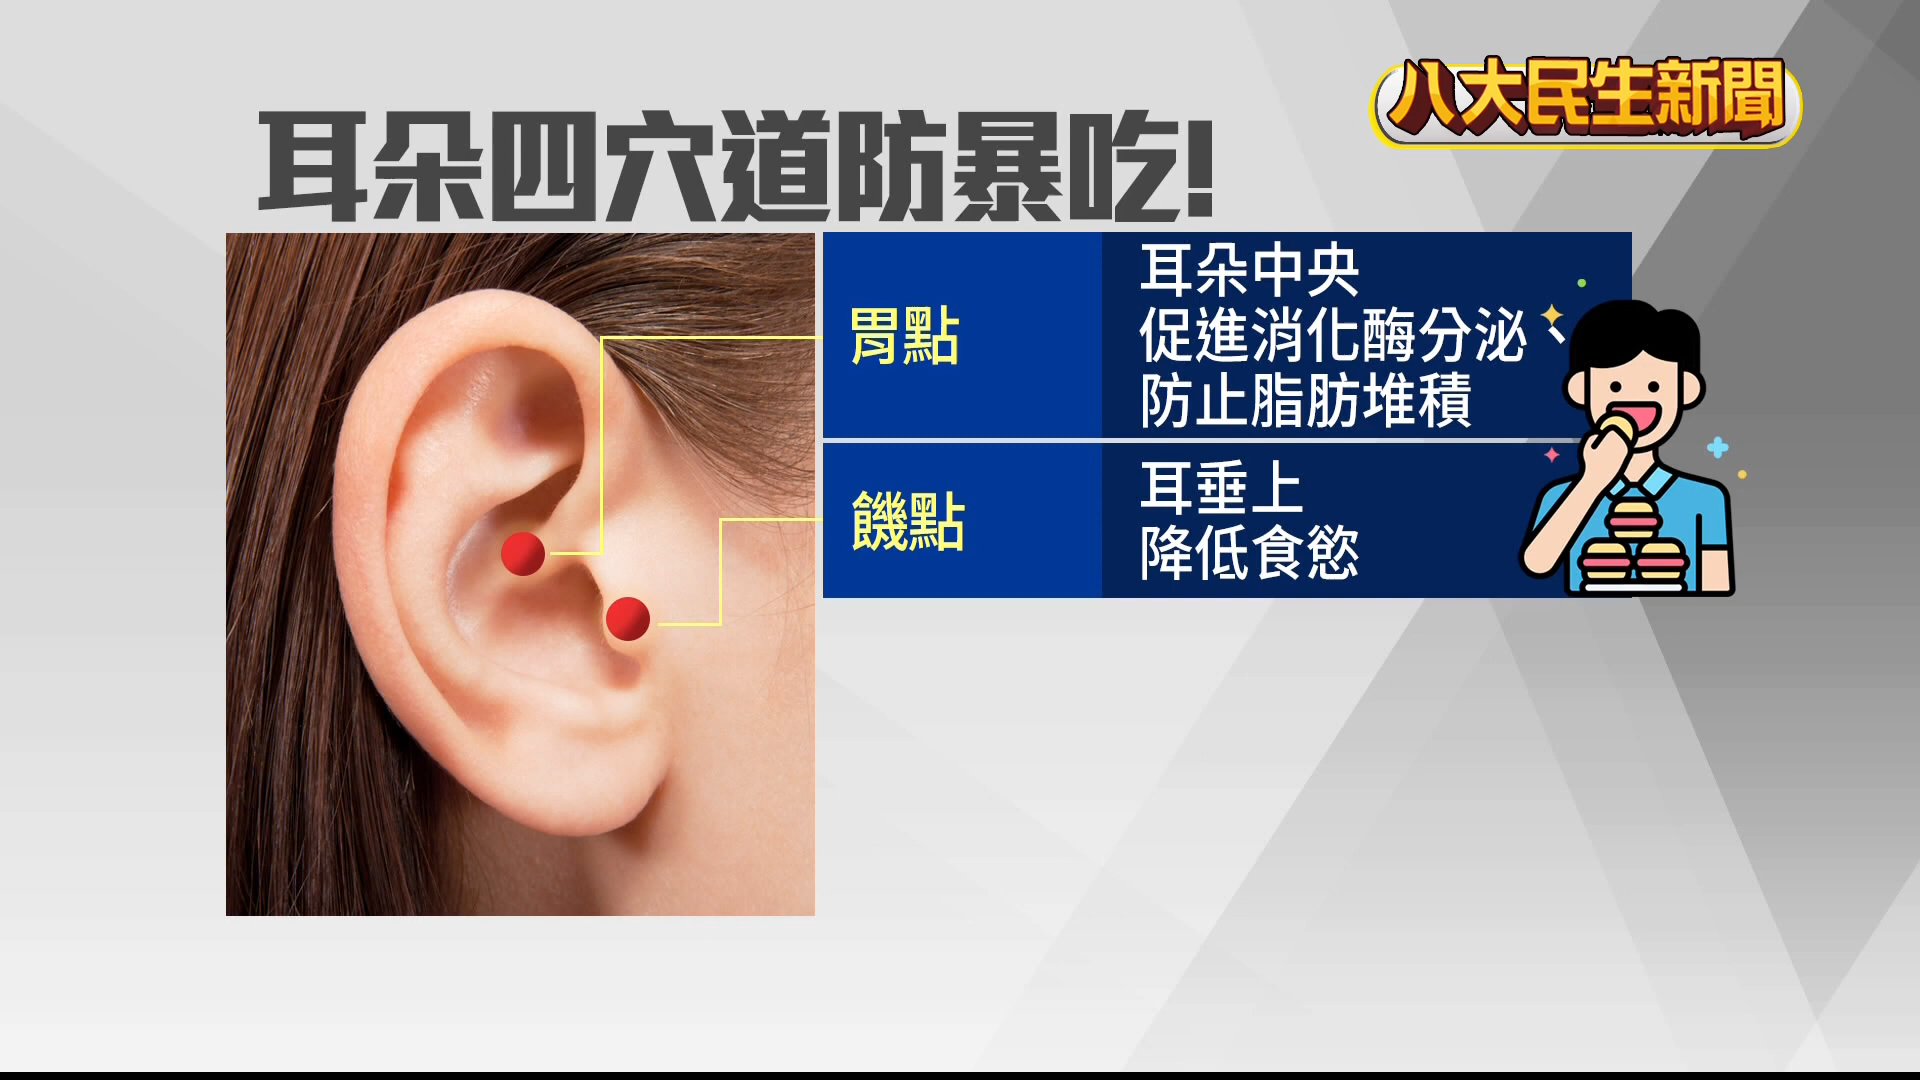 八大民生新聞
耳朵四穴道防暴吃!
胃點
耳朵中央
促進消化酶分泌、
防止脂肪堆積
饑點
耳垂上
降低食慾